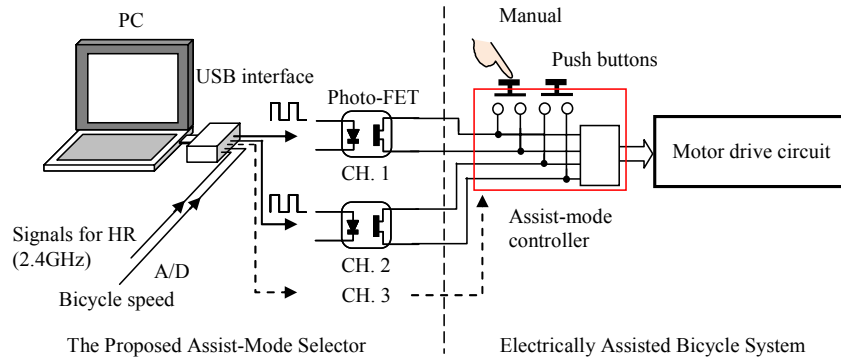 PC
Manual
USB interface
Push buttons
Photo-FET
Motor drive circuit
CH. 1
Signals for HR
(2.4GHz)
A/D
Bicycle speed
CH. 2
CH. 3
Assist-mode
controller
The Proposed Assist-Mode Selector
Electrically Assisted Bicycle System